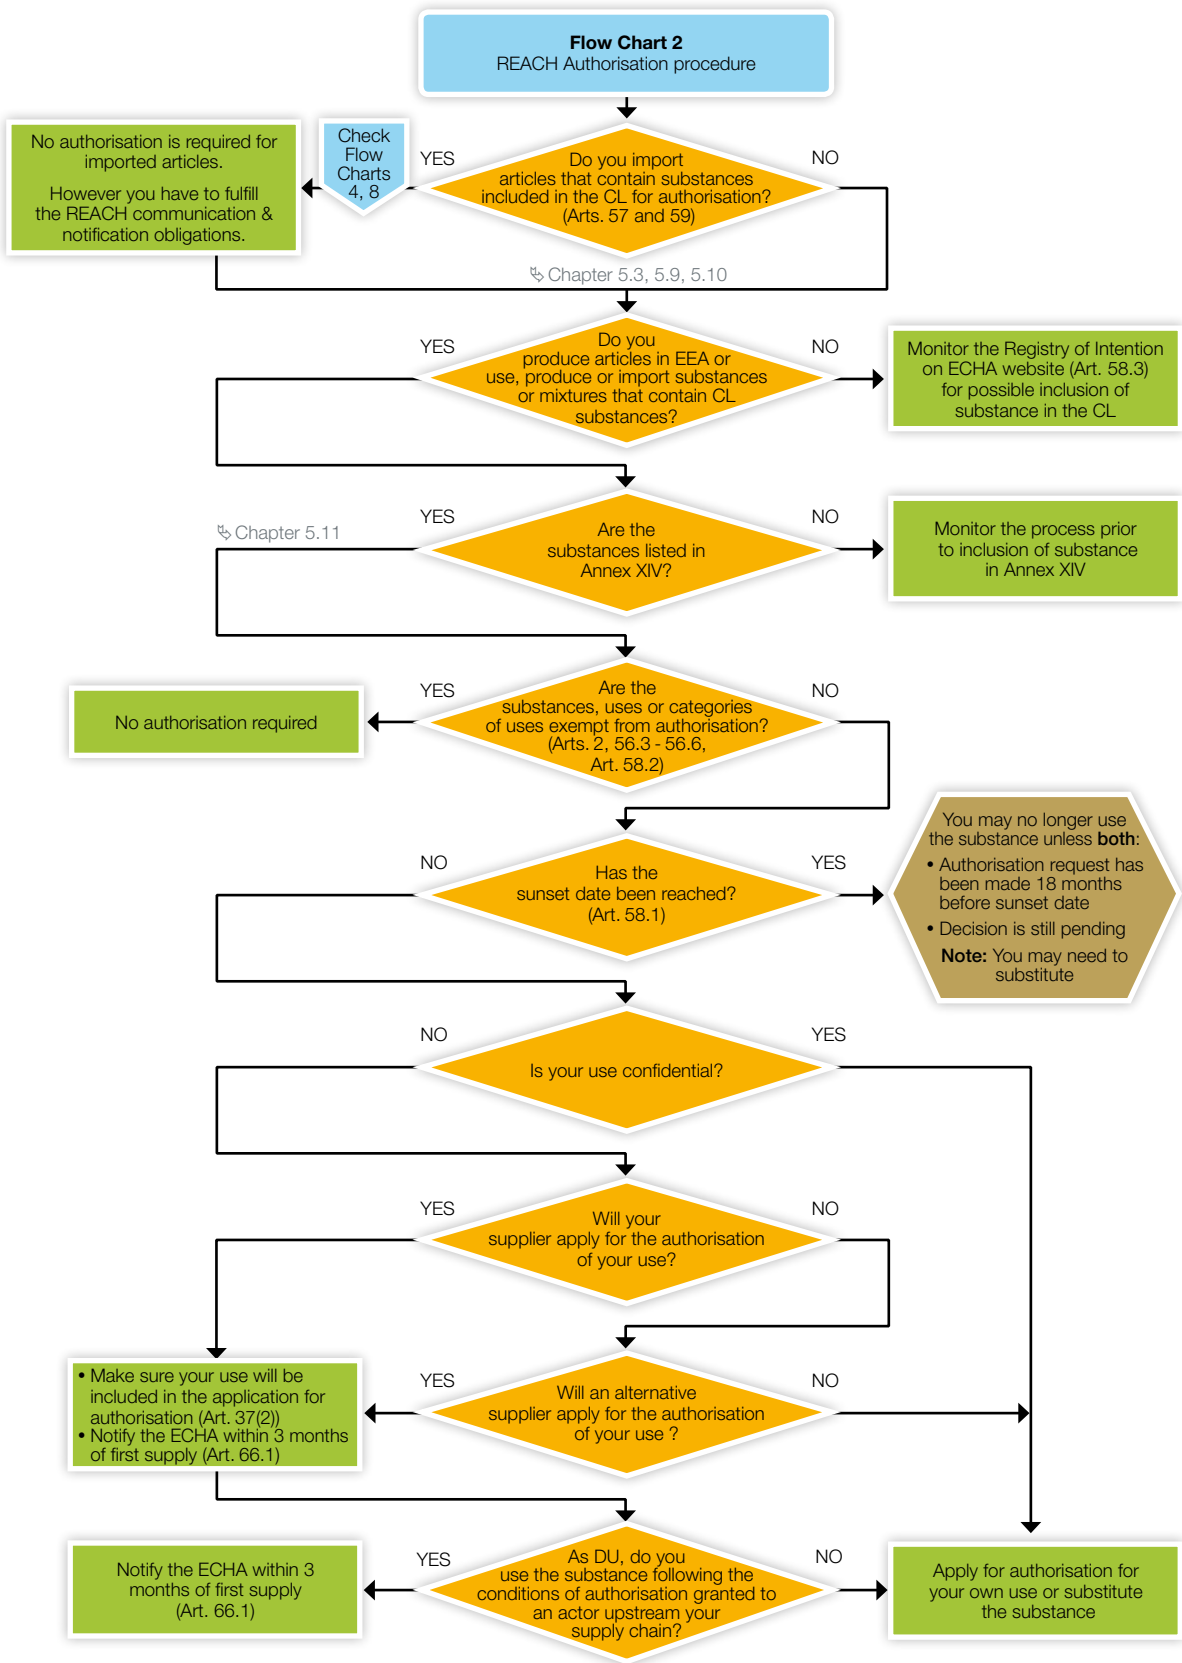 Flow Chart 2
REACH Authorisation procedure
No authorisation is required for
imported articles.
However you have to fulfill
the REACH communication &
notification obligations.
Check
Flow
Charts
4, 8
YES
Do you import
articles that contain substances
included in the CL for authorisation?
(Arts. 57 and 59)
NO
Chapter 5.3, 5.9, 5.10
YES
Do you
produce articles in EEA or
use, produce or import substances
or mixtures that contain CL
substances?
NO
Monitor the Registry of Intention
on ECHA website (Art. 58.3)
for possible inclusion of
substance in the CL
Chapter 5.11
YES
Are the
substances listed in
Annex XIV?
NO
Monitor the process prior
to inclusion of substance
in Annex XIV
No authorisation required
YES
Are the
substances, uses or categories
of uses exempt from authorisation?
(Arts. 2, 56.3 - 56.6,
Art. 58.2)
NO
NO
Has the
sunset date been reached?
(Art. 58.1)
YES
You may no longer use
the substance unless both:
• Authorisation request has
been made 18 months
before sunset date
• Decision is still pending
Note: You may need to
substitute
NO
Is your use confidential?
YES
YES
Will your
supplier apply for the authorisation
of your use?
NO
• Make sure your use will be
included in the application for
authorisation (Art. 37(2))
• Notify the ECHA within 3 months
of first supply (Art. 66.1)
YES
Will an alternative
supplier apply for the authorisation
of your use ?
NO
Notify the ECHA within 3
months of first supply
(Art. 66.1)
YES
As DU, do you
use the substance following the
conditions of authorisation granted to
an actor upstream your
supply chain?
NO
Apply for authorisation for
your own use or substitute
the substance